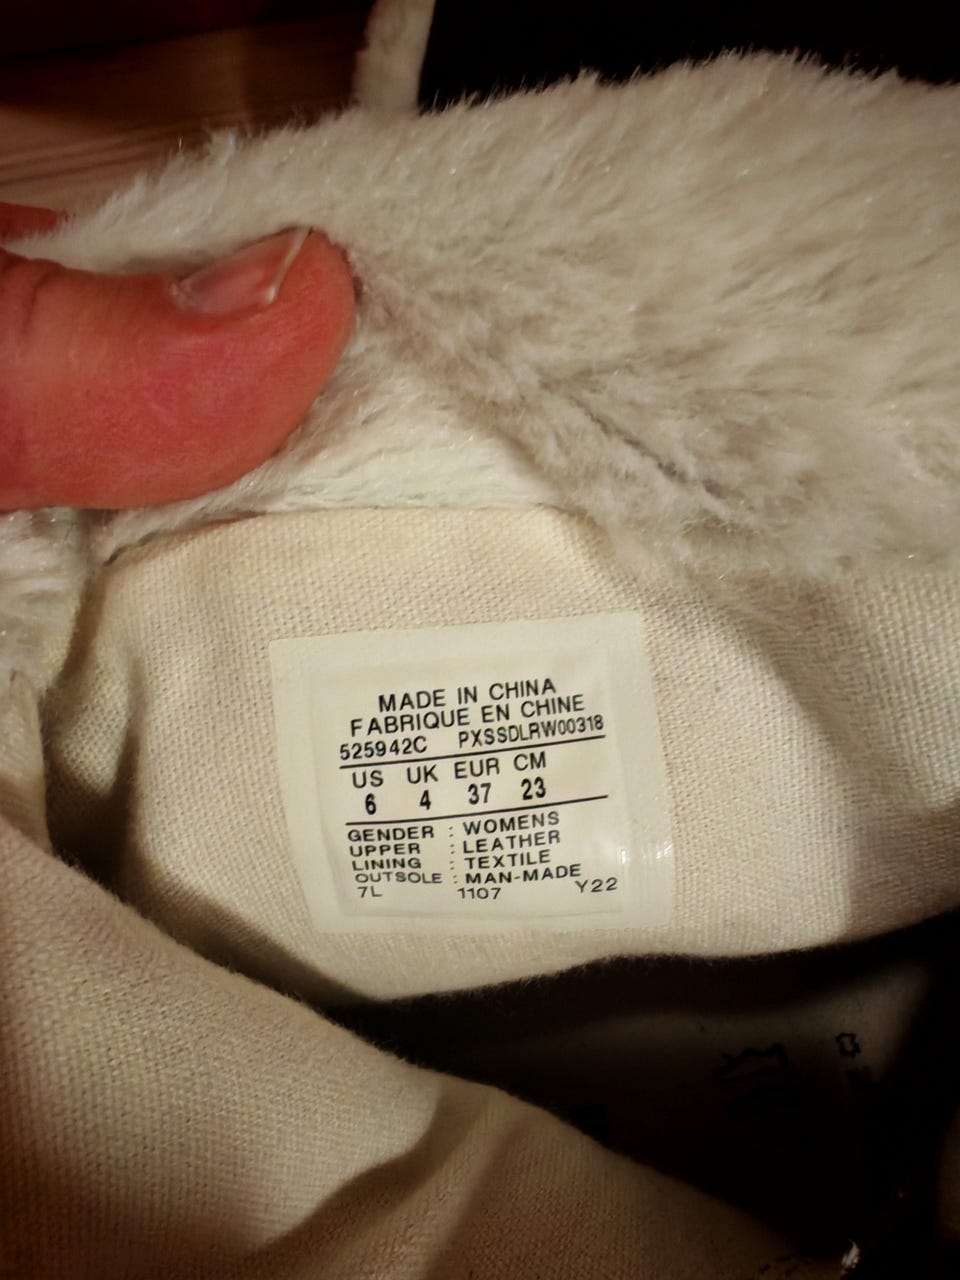 MADE IN CHINA
FABRIQUE EN CHINE
525942C PXSSDLRW00318
US UK EUR CM
6 4 37 23
GENDER : WOMENS
UPPER : LEATHER
LINING : TEXTILE
OUTSOLE : MAN-MADE
7L 1107 Y22